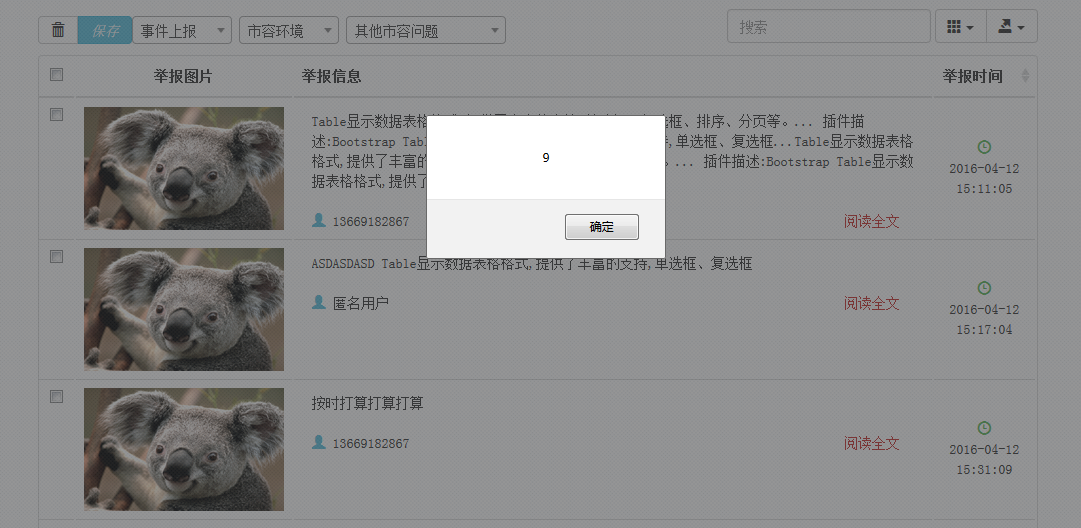 保存 事件上报 市容环境 其他市容问题 搜索
举报图片 举报信息 举报时间
Table显示数据表格 选框、排序、分页等。... 插件描
述:Bootstrap Tab 持,单选框、复选框...Table显示数据表格
格式,提供了丰富的 。... 插件描述:Bootstrap Table显示数
据表格格式,提供了
13669182867 阅读全文
2016-04-12
15:11:05
9
确定
ASDASDASD Table显示数据表格格式,提供了丰富的支持,单选框、复选框
匿名用户 阅读全文
2016-04-12
15:17:04
按时打算打算打算
13669182867 阅读全文
2016-04-12
15:31:09